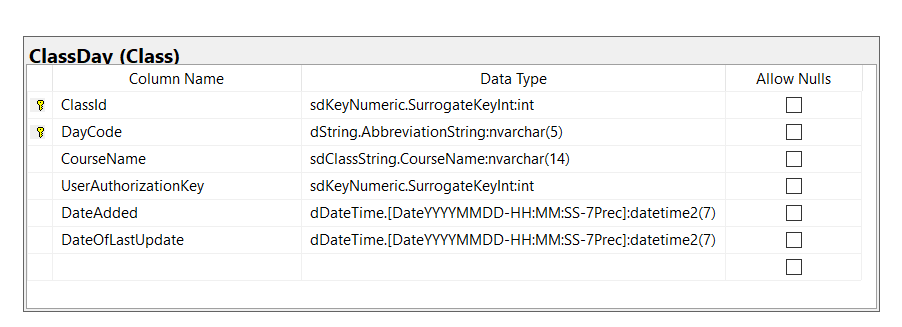 ClassDay (Class)
Column Name Data Type Allow Nulls
ClassId sdKeyNumeric.SurrogateKeyInt:int
DayCode dString.AbbreviationString:nvarchar(5)
CourseName sdClassString.CourseName:nvarchar(14)
UserAuthorizationKey sdKeyNumeric.SurrogateKeyInt:int
DateAdded dDateTime.[DateYYYYMMDD-HH:MM:SS-7Prec]:datetime2(7)
DateOfLastUpdate dDateTime.[DateYYYYMMDD-HH:MM:SS-7Prec]:datetime2(7)